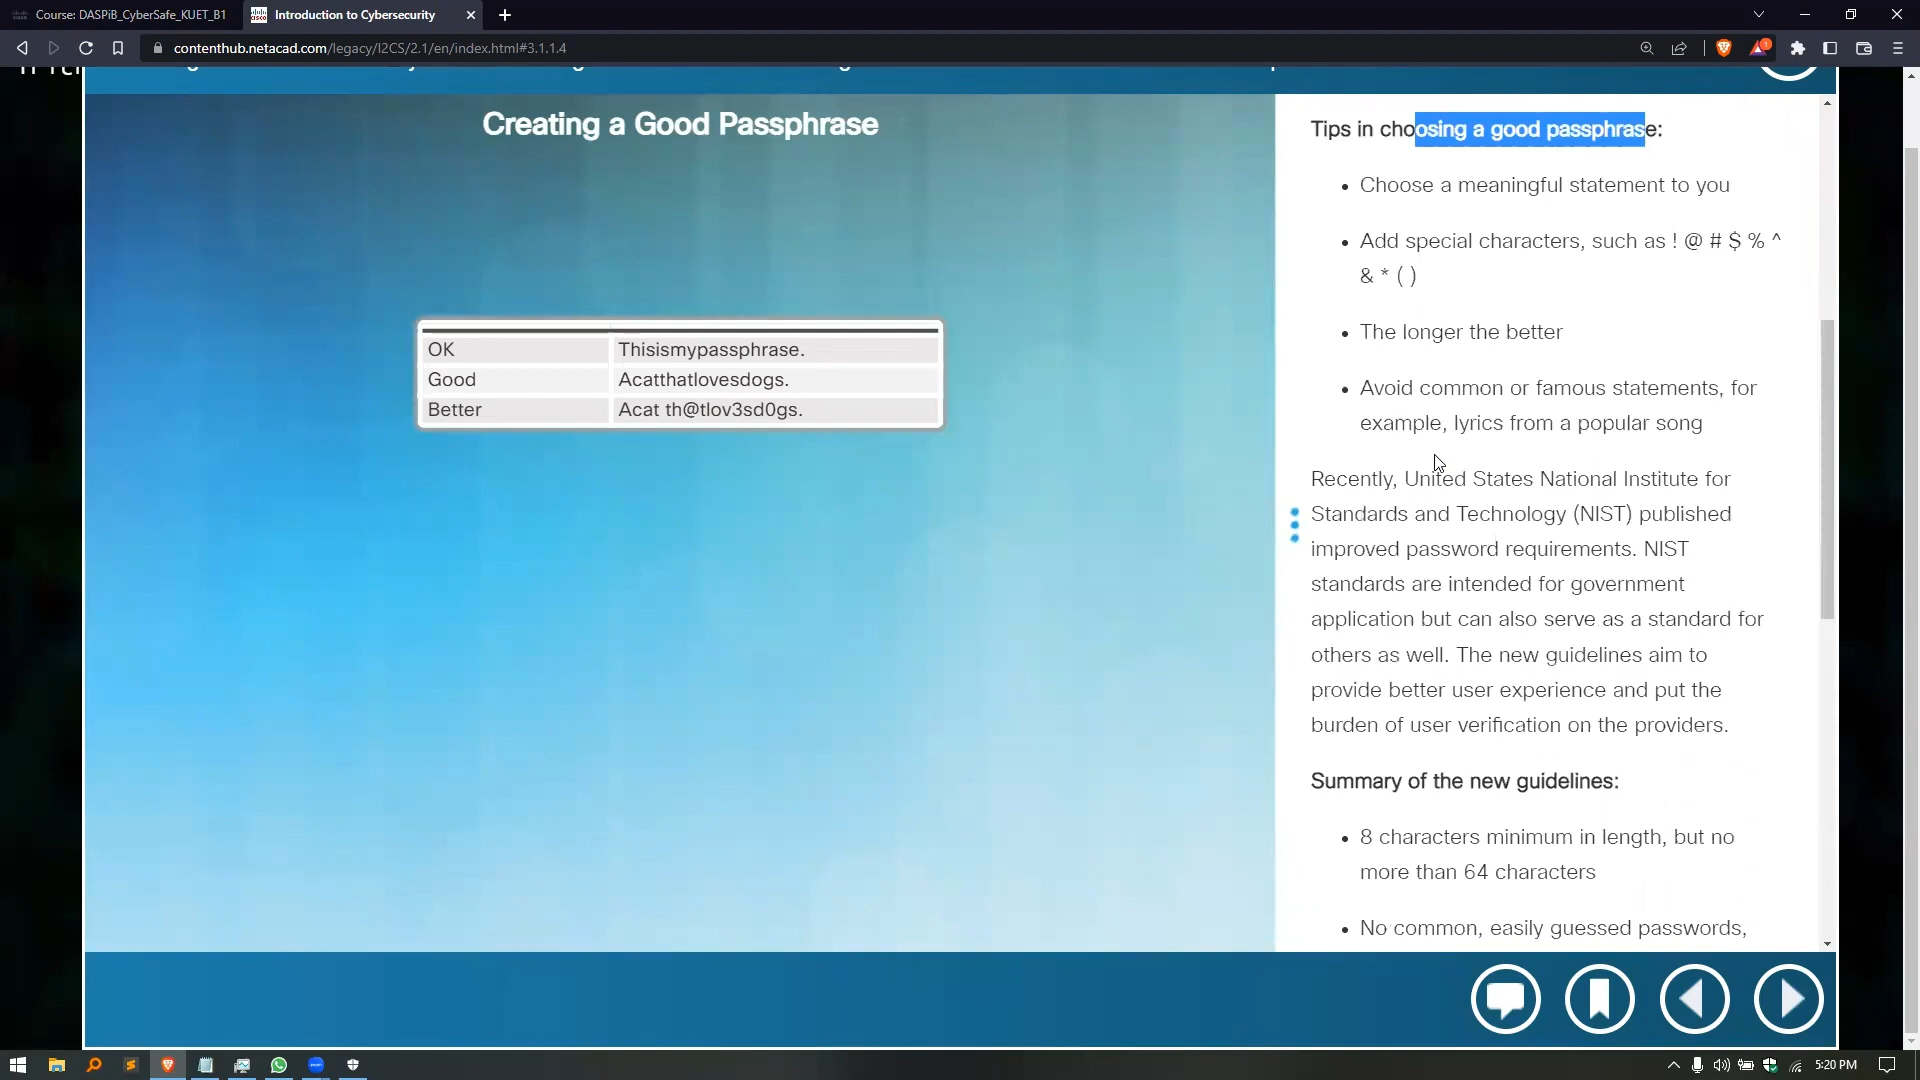 Course: DASPiB_CyberSafe_KUET_B1
Introduction to Cybersecurity
contenthub.netacad.com/legacy/I2CS/2.1/en/index.html#3.1.1.4
Creating a Good Passphrase
OK Thisismypassphrase.
Good Acatthatlovesdogs.
Better Acat th@tlov3sd0gs.
Tips in choosing a good passphrase:
• Choose a meaningful statement to you
• Add special characters, such as ! @ # $ % ^
& * ( )
• The longer the better
• Avoid common or famous statements, for
example, lyrics from a popular song
Recently, United States National Institute for
Standards and Technology (NIST) published
improved password requirements. NIST
standards are intended for government
application but can also serve as a standard for
others as well. The new guidelines aim to
provide better user experience and put the
burden of user verification on the providers.
Summary of the new guidelines:
• 8 characters minimum in length, but no
more than 64 characters
• No common, easily guessed passwords,
5:20 PM